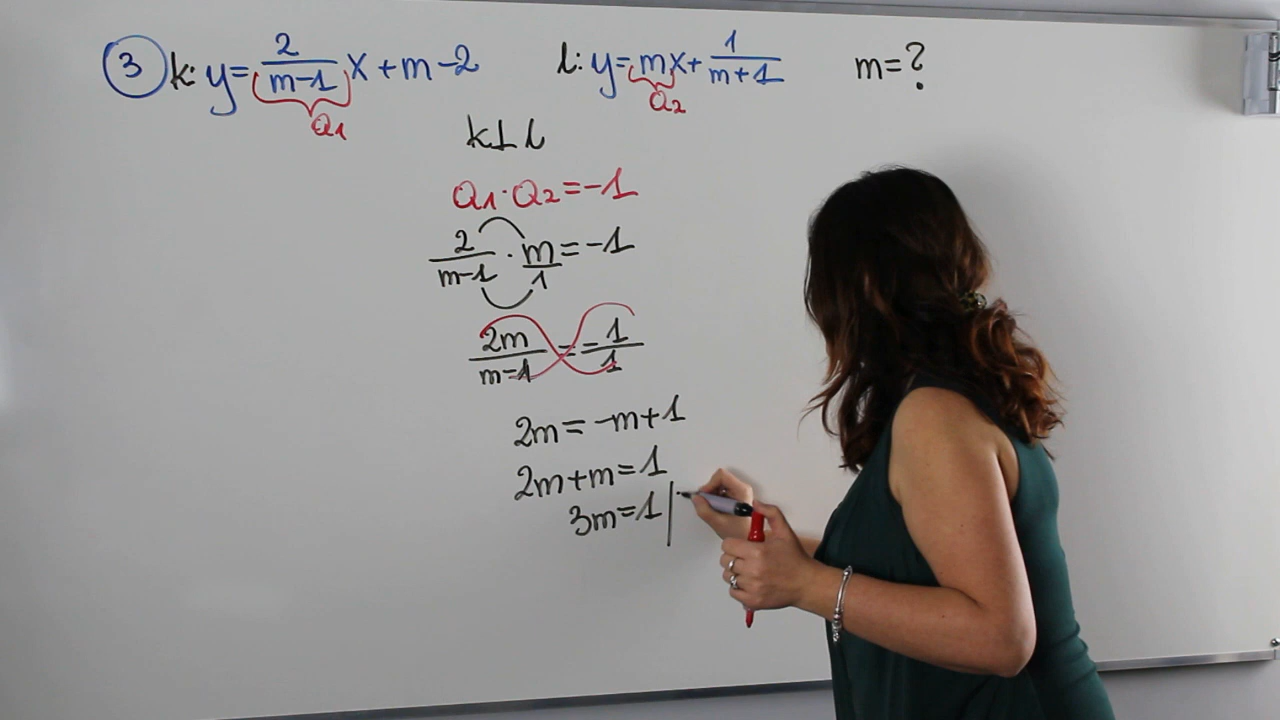 3 k: y = 2/(m-1) x + m - 2 l: y = mx + 1/(m+1) m = ?
a1 a2
k⊥l
a1 · a2 = -1
2/(m-1) · m/1 = -1
2m/(m-1) = -1/1
2m = -m + 1
2m + m = 1
3m = 1 |